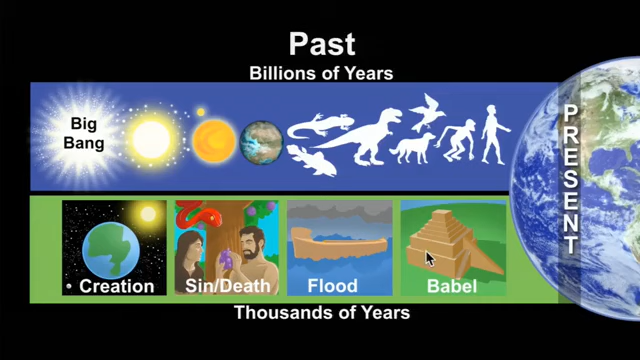 Past
Billions of Years
Big
Bang
PRESENT
Creation
Sin/Death
Flood
Babel
Thousands of Years